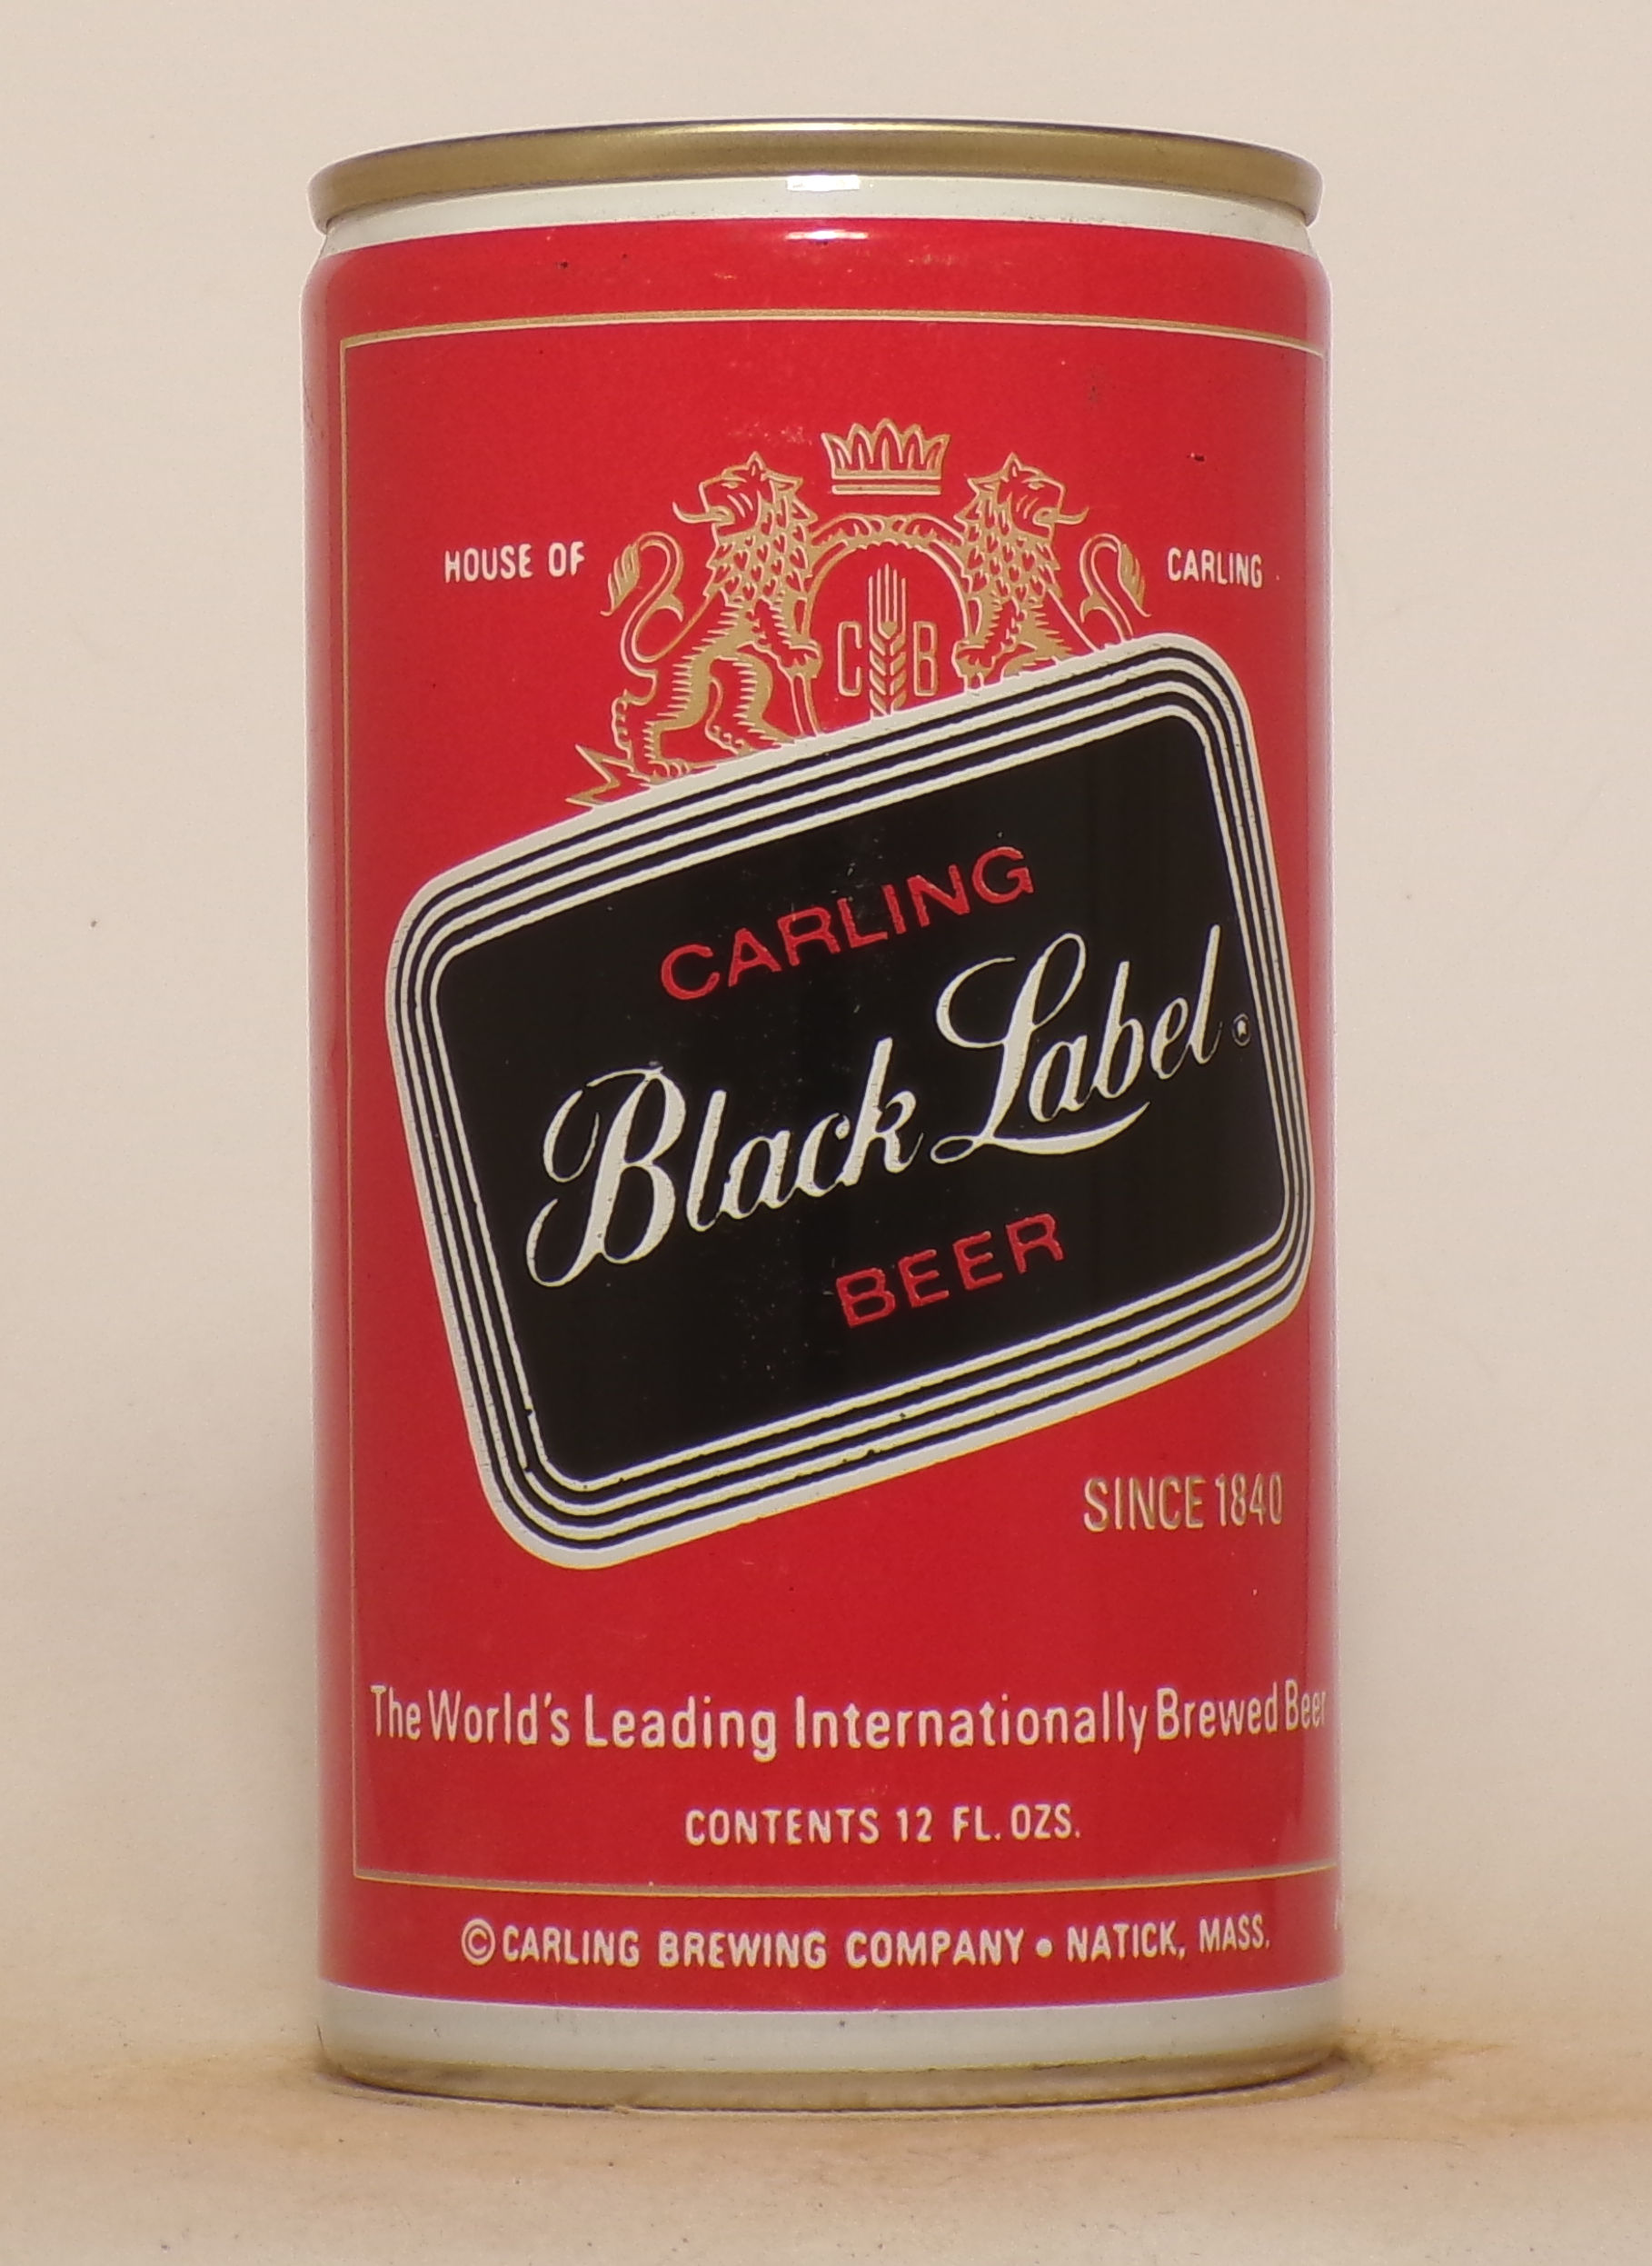 HOUSE OF CARLING
C B
CARLING
Black Label ®
BEER
SINCE 1840
The World's Leading Internationally Brewed Beer
CONTENTS 12 FL. OZS.
© CARLING BREWING COMPANY • NATICK, MASS.